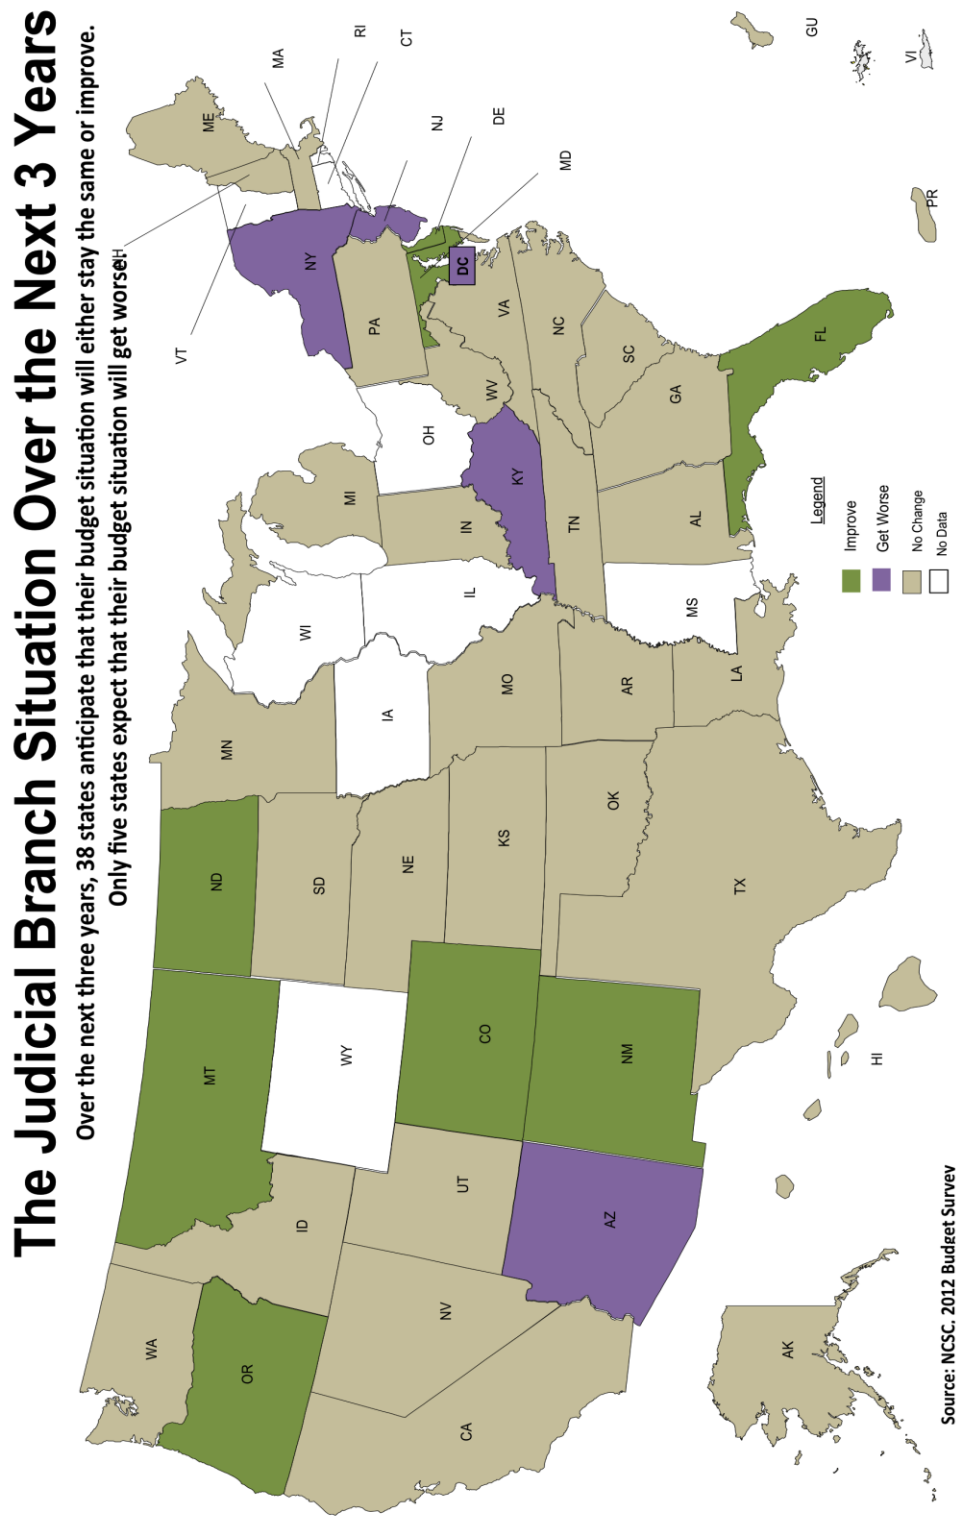 The Judicial Branch Situation Over the Next 3 Years
Over the next three years, 38 states anticipate that their budget situation will either stay the same or improve.
Only five states expect that their budget situation will get worse.
WA
OR
CA
NV
ID
MT
WY
UT
AZ
CO
NM
ND
SD
NE
KS
OK
TX
MN
IA
MO
AR
LA
WI
IL
MS
MI
IN
OH
KY
TN
AL
GA
FL
SC
NC
VA
WV
PA
NY
VT
NH
ME
MA
RI
CT
NJ
DE
MD
DC
AK
HI
PR
VI
GU
Legend
Improve
Get Worse
No Change
No Data
Source: NCSC, 2012 Budget Survey